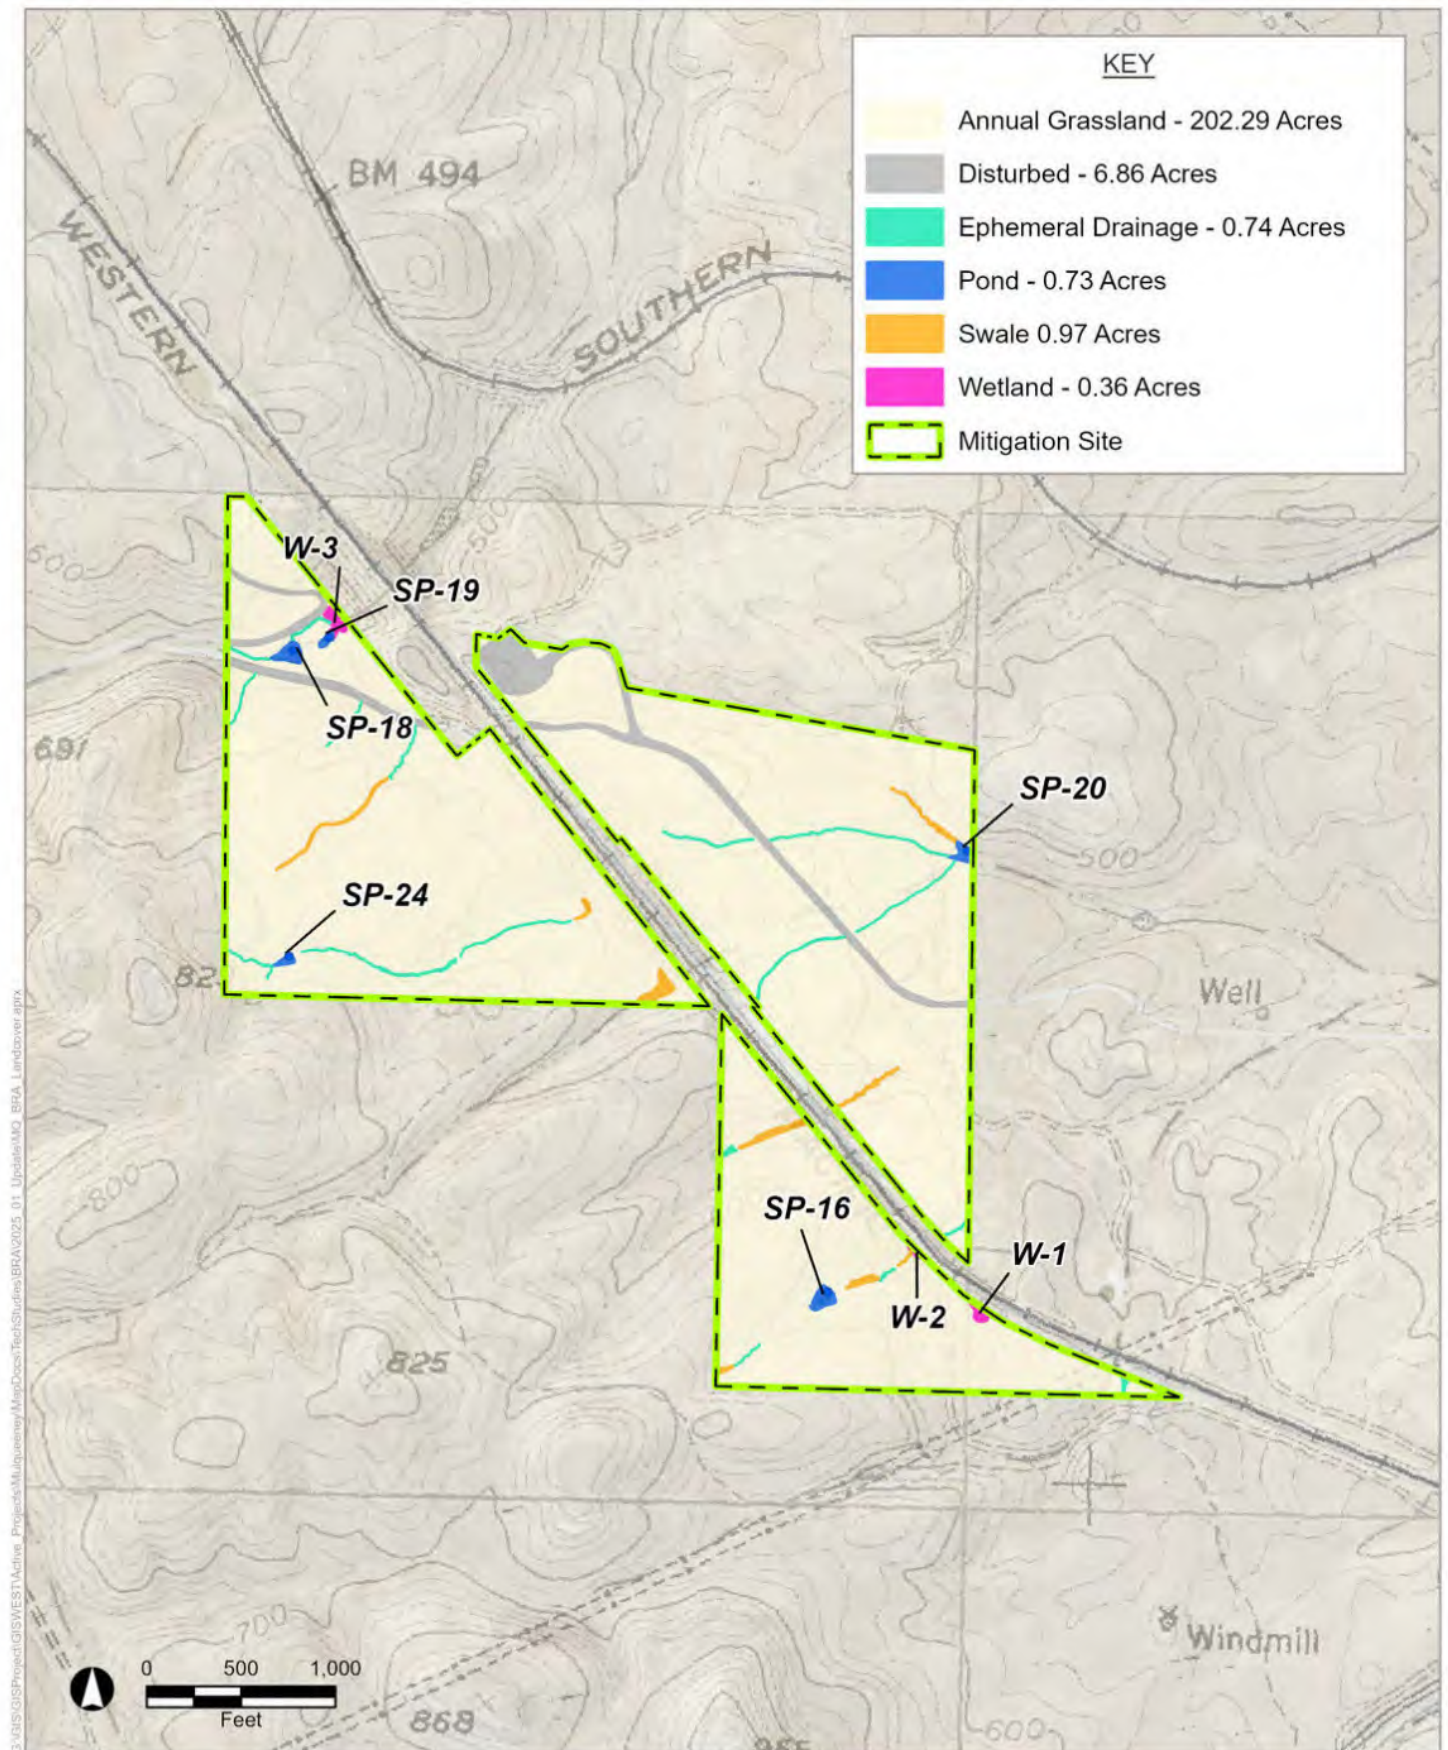 KEY
Annual Grassland - 202.29 Acres
Disturbed - 6.86 Acres
Ephemeral Drainage - 0.74 Acres
Pond - 0.73 Acres
Swale 0.97 Acres
Wetland - 0.36 Acres
Mitigation Site
BM 494
WESTERN
SOUTHERN
500
600
W-3
SP-19
SP-18
691
SP-20
500
SP-24
82
Well
800
SP-16
W-1
W-2
825
700
Windmill
0 500 1,000
Feet
868
600